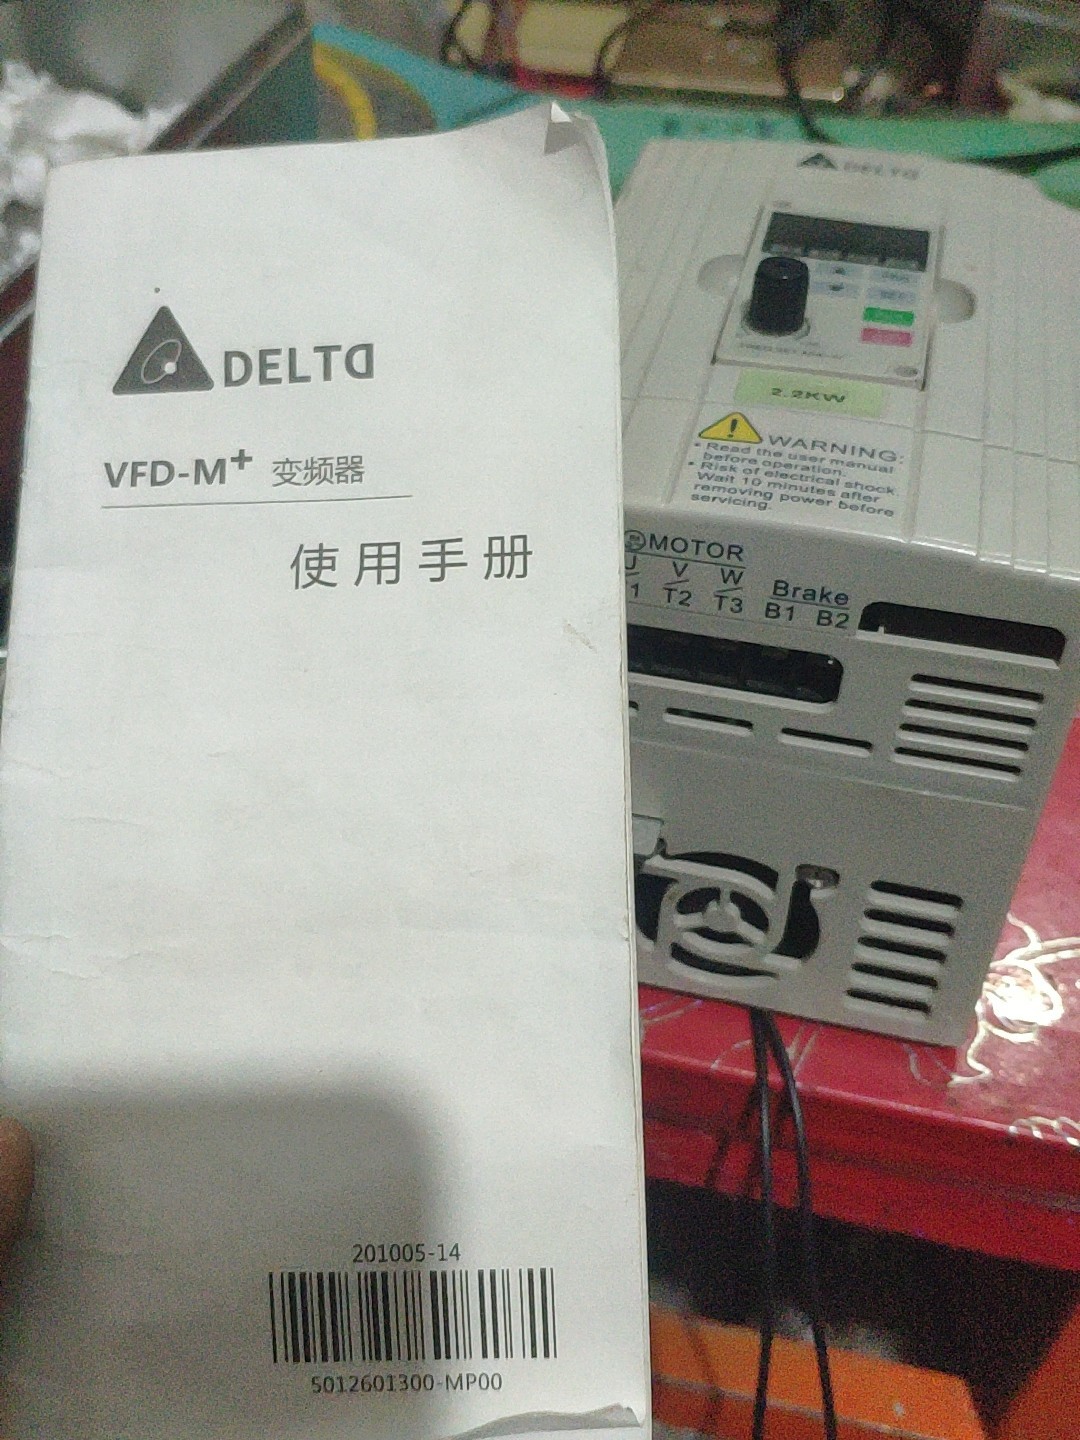 DELTA
VFD-M+ 变频器
使用手册
201005-14
5012601300-MP00
DELTA
2.2KW
WARNING:
• Read the user manual
before operation.
• Risk of electrical shock.
Wait 10 minutes after
removing power before
servicing.
MOTOR
V W
T2 T3
Brake
B1 B2